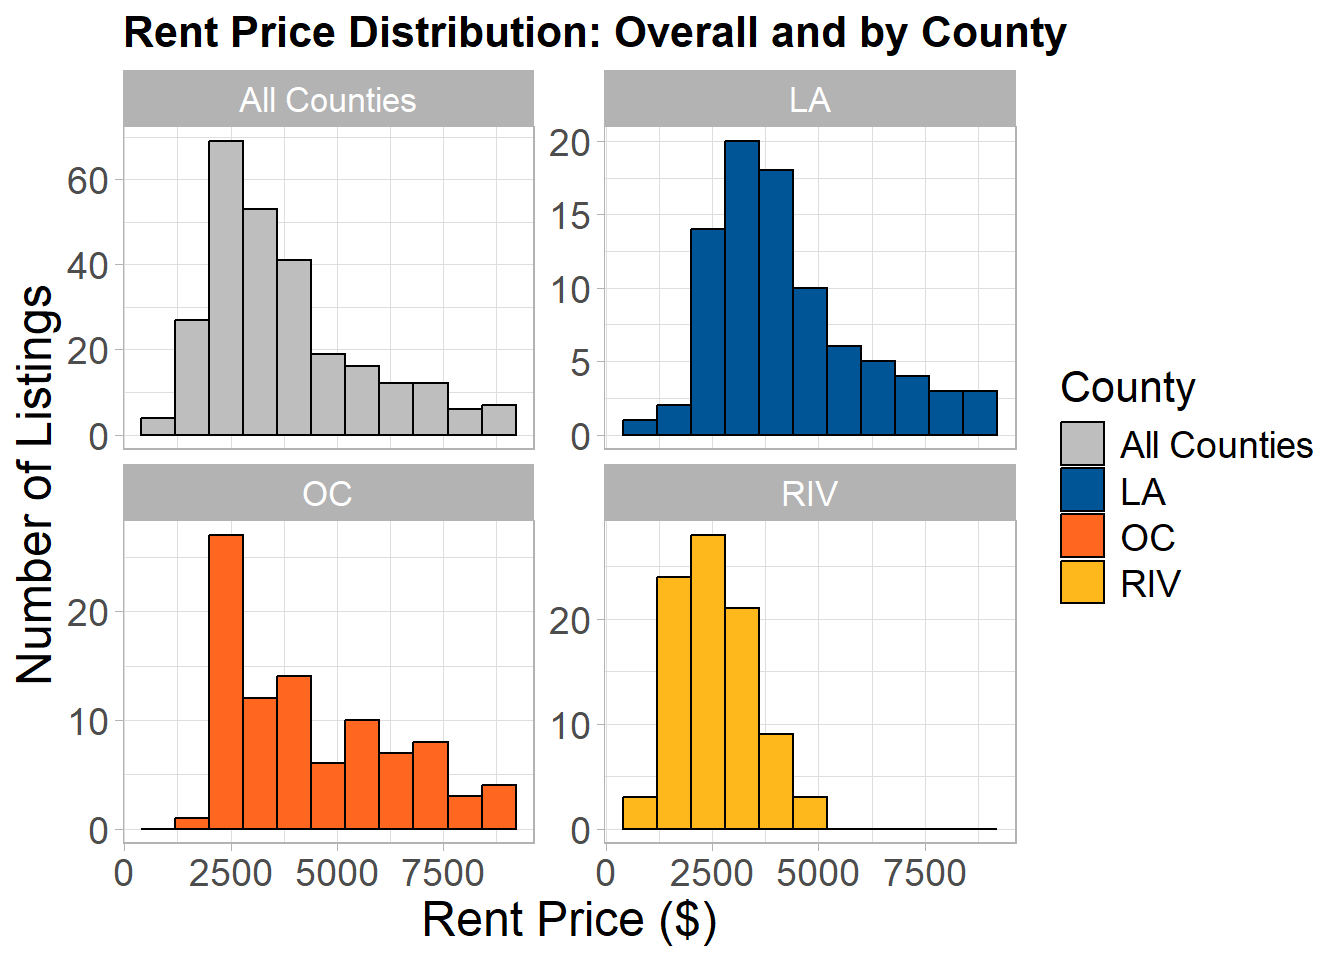 Rent Price Distribution: Overall and by County
All Counties
LA
60
40
20
0
20
15
10
5
0
OC
RIV
20
10
0
20
10
0
0 2500 5000 7500
0 2500 5000 7500
Rent Price ($)
Number of Listings
County
All Counties
LA
OC
RIV